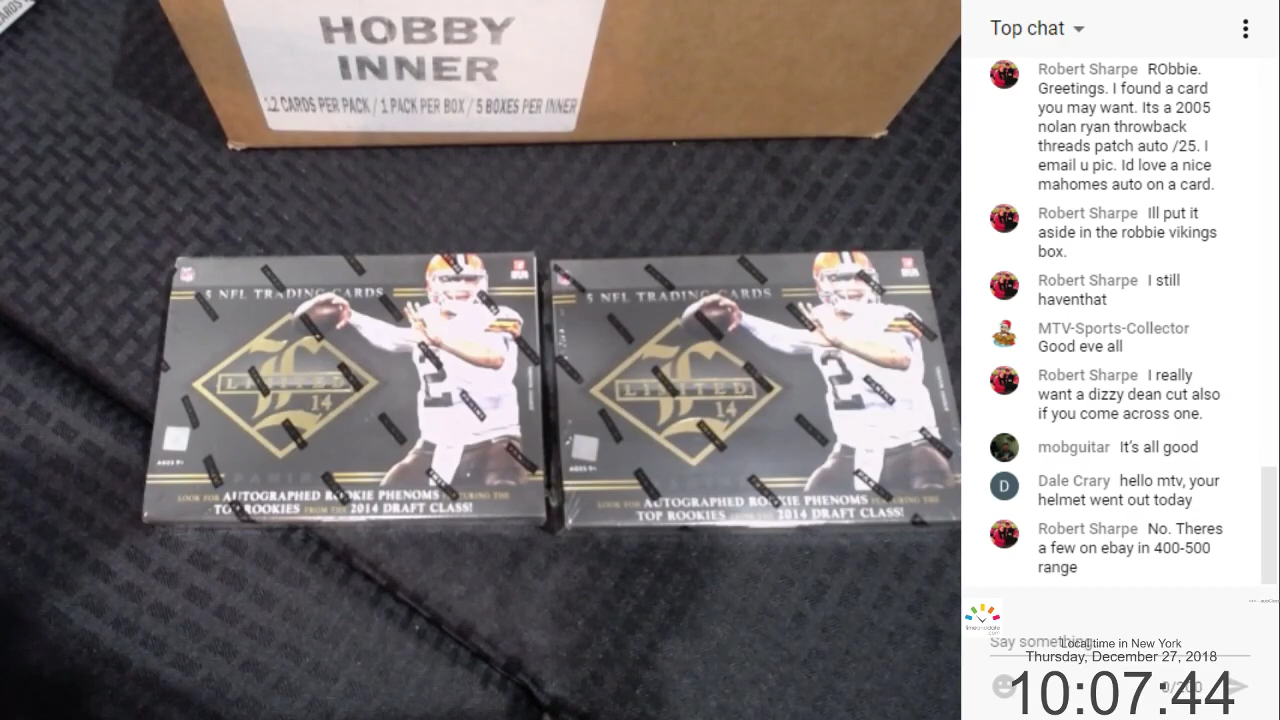 HOBBY
INNER
12 CARDS PER PACK / 1 PACK PER BOX / 5 BOXES PER INNER
5 NFL TRADING CARDS
LIMITED
14
2
PANINI
LOOK FOR AUTOGRAPHED ROOKIE PHENOMS FEATURING THE
TOP ROOKIES FROM THE 2014 DRAFT CLASS!
5 NFL TRADING CARDS
LIMITED
14
2
LOOK FOR AUTOGRAPHED ROOKIE PHENOMS FEATURING THE
TOP ROOKIES FROM THE 2014 DRAFT CLASS!
Top chat
Robert Sharpe RObbie.
Greetings. I found a card
you may want. Its a 2005
nolan ryan throwback
threads patch auto /25. I
email u pic. Id love a nice
mahomes auto on a card.
Robert Sharpe Ill put it
aside in the robbie vikings
box.
Robert Sharpe I still
haventhat
MTV-Sports-Collector
Good eve all
Robert Sharpe I really
want a dizzy dean cut also
if you come across one.
mobguitar It's all good
D
Dale Crary hello mtv, your
helmet went out today
Robert Sharpe No. Theres
a few on ebay in 400-500
range
Say something...
Local time in New York
Thursday, December 27, 2018
0/200
10:07:44